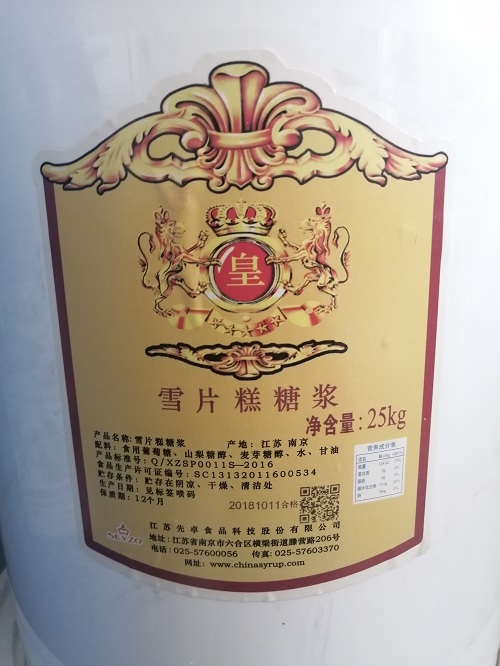 皇
雪片糕糖浆
净含量:25kg
产品名称:雪片糕糖浆 产地:江苏 南京
配料:食用葡萄糖、山梨糖醇、麦芽糖醇、水、甘油
产品标准号:Q/XZSP0011S-2016
食品生产许可证编号:SC13132011600534
贮存条件:贮存在阴凉、干燥、清洁处
生产日期:见标签喷码
保质期:12个月
20181011合格
营养成分表
江苏先卓食品科技股份有限公司
地址:江苏省南京市六合区横梁街道滕营路206号
电话:025-57600056 传真:025-57603370
网址:www.chinasyrup.com
SEYZO